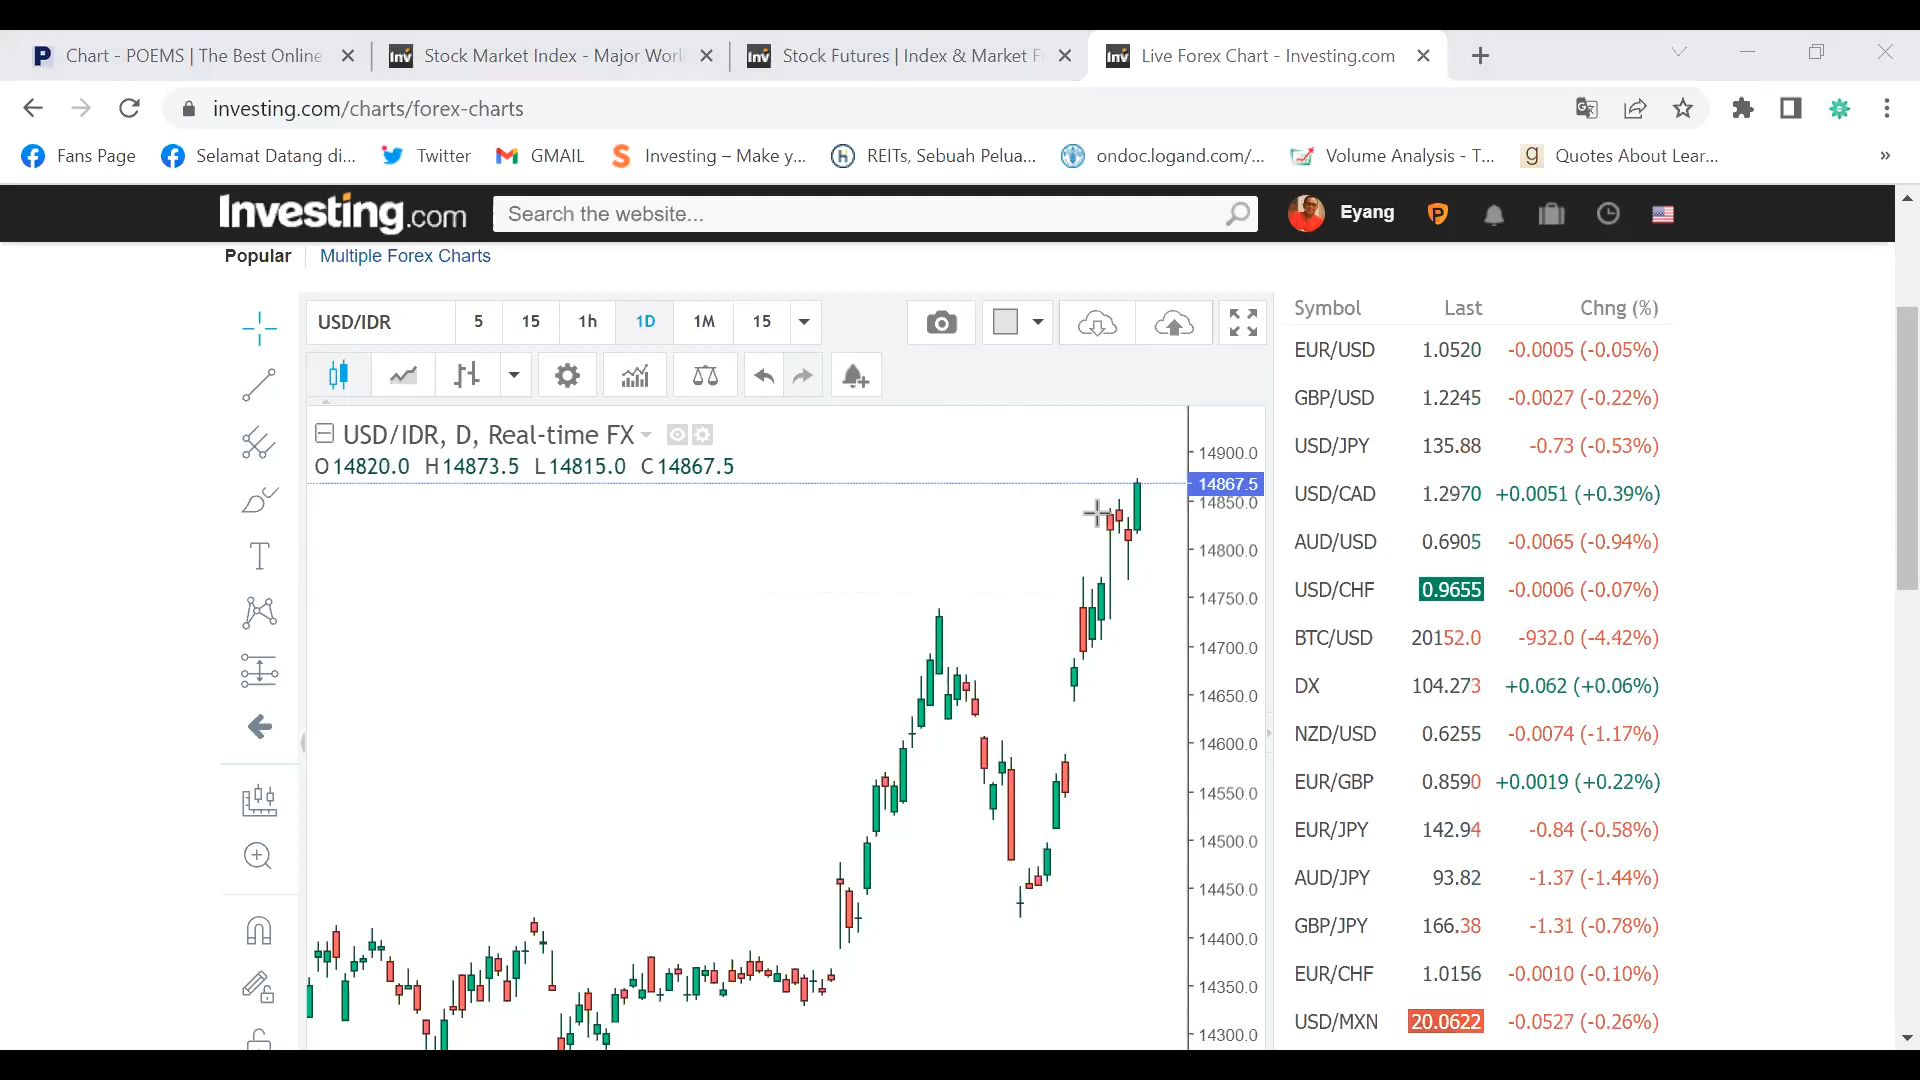 Chart - POEMS | The Best Online
Stock Market Index - Major Worl
Stock Futures | Index & Market F
Live Forex Chart - Investing.com
investing.com/charts/forex-charts
Fans Page
Selamat Datang di...
Twitter
GMAIL
Investing – Make y...
REITs, Sebuah Pelua...
ondoc.logand.com/...
Volume Analysis - T...
Quotes About Lear...
Investing.com
Search the website...
Eyang
Popular
Multiple Forex Charts
USD/IDR 5 15 1h 1D 1M 15
USD/IDR, D, Real-time FX
O14820.0 H14873.5 L14815.0 C14867.5
14900.0
14867.5
14850.0
14800.0
14750.0
14700.0
14650.0
14600.0
14550.0
14500.0
14450.0
14400.0
14350.0
14300.0
Symbol Last Chng (%)
EUR/USD 1.0520 -0.0005 (-0.05%)
GBP/USD 1.2245 -0.0027 (-0.22%)
USD/JPY 135.88 -0.73 (-0.53%)
USD/CAD 1.2970 +0.0051 (+0.39%)
AUD/USD 0.6905 -0.0065 (-0.94%)
USD/CHF 0.9655 -0.0006 (-0.07%)
BTC/USD 20152.0 -932.0 (-4.42%)
DX 104.273 +0.062 (+0.06%)
NZD/USD 0.6255 -0.0074 (-1.17%)
EUR/GBP 0.8590 +0.0019 (+0.22%)
EUR/JPY 142.94 -0.84 (-0.58%)
AUD/JPY 93.82 -1.37 (-1.44%)
GBP/JPY 166.38 -1.31 (-0.78%)
EUR/CHF 1.0156 -0.0010 (-0.10%)
USD/MXN 20.0622 -0.0527 (-0.26%)